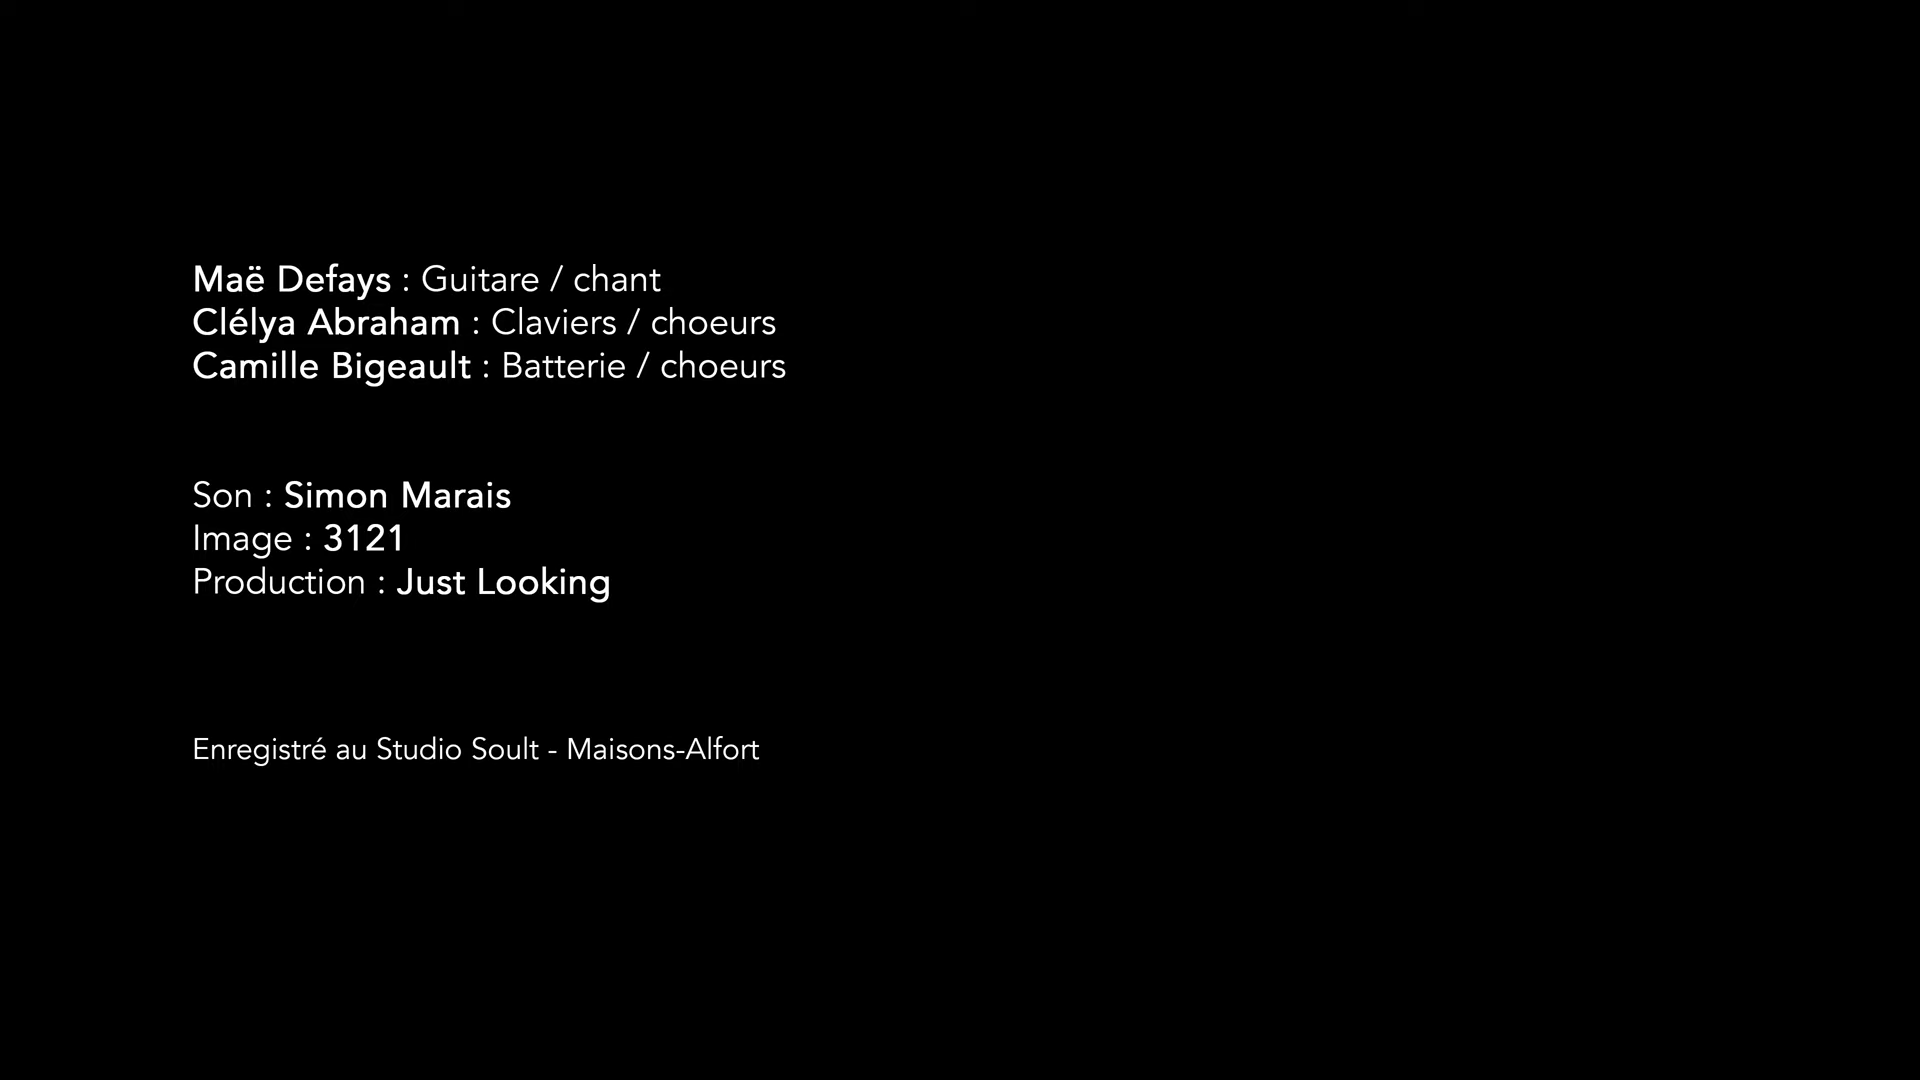 Maë Defays : Guitare / chant
Clélya Abraham : Claviers / choeurs
Camille Bigeault : Batterie / choeurs
Son : Simon Marais
Image : 3121
Production : Just Looking
Enregistré au Studio Soult - Maisons-Alfort